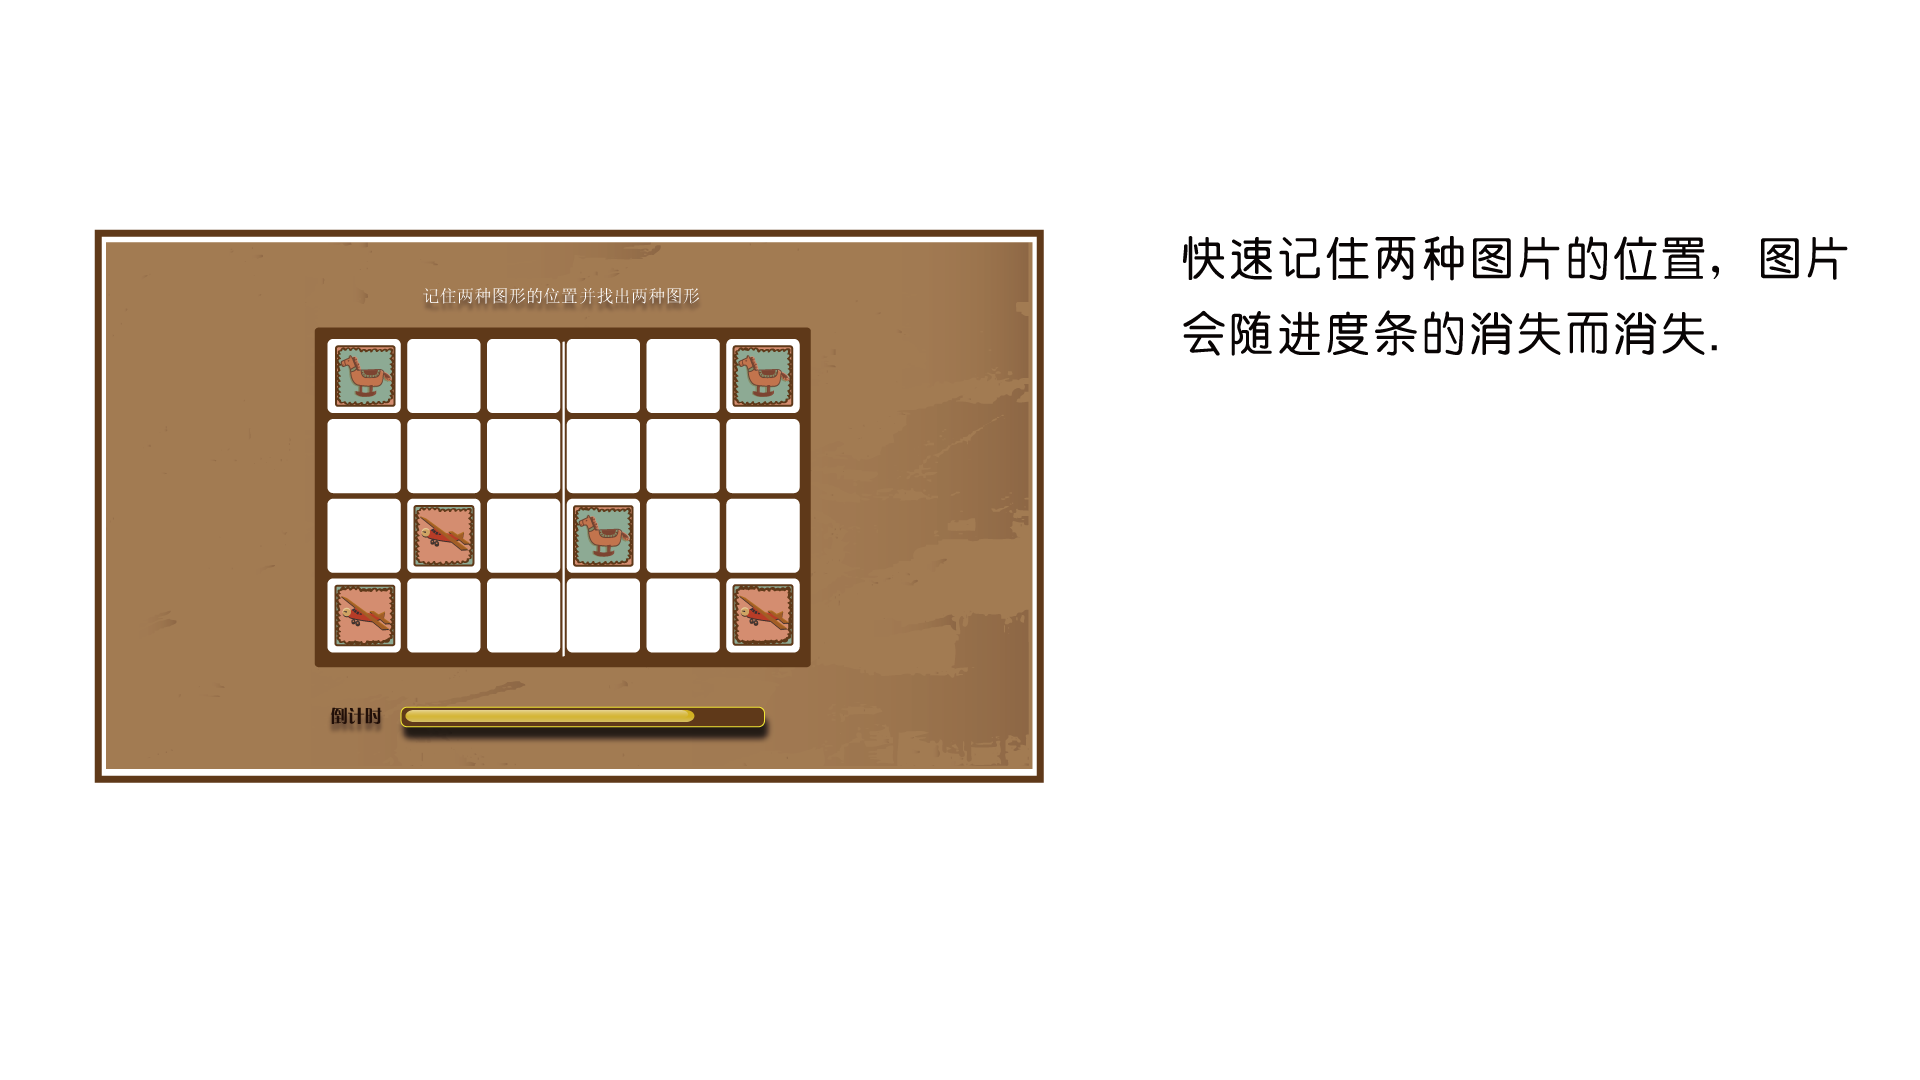 记住两种图形的位置并找出两种图形
倒计时
快速记住两种图片的位置，图片
会随进度条的消失而消失.